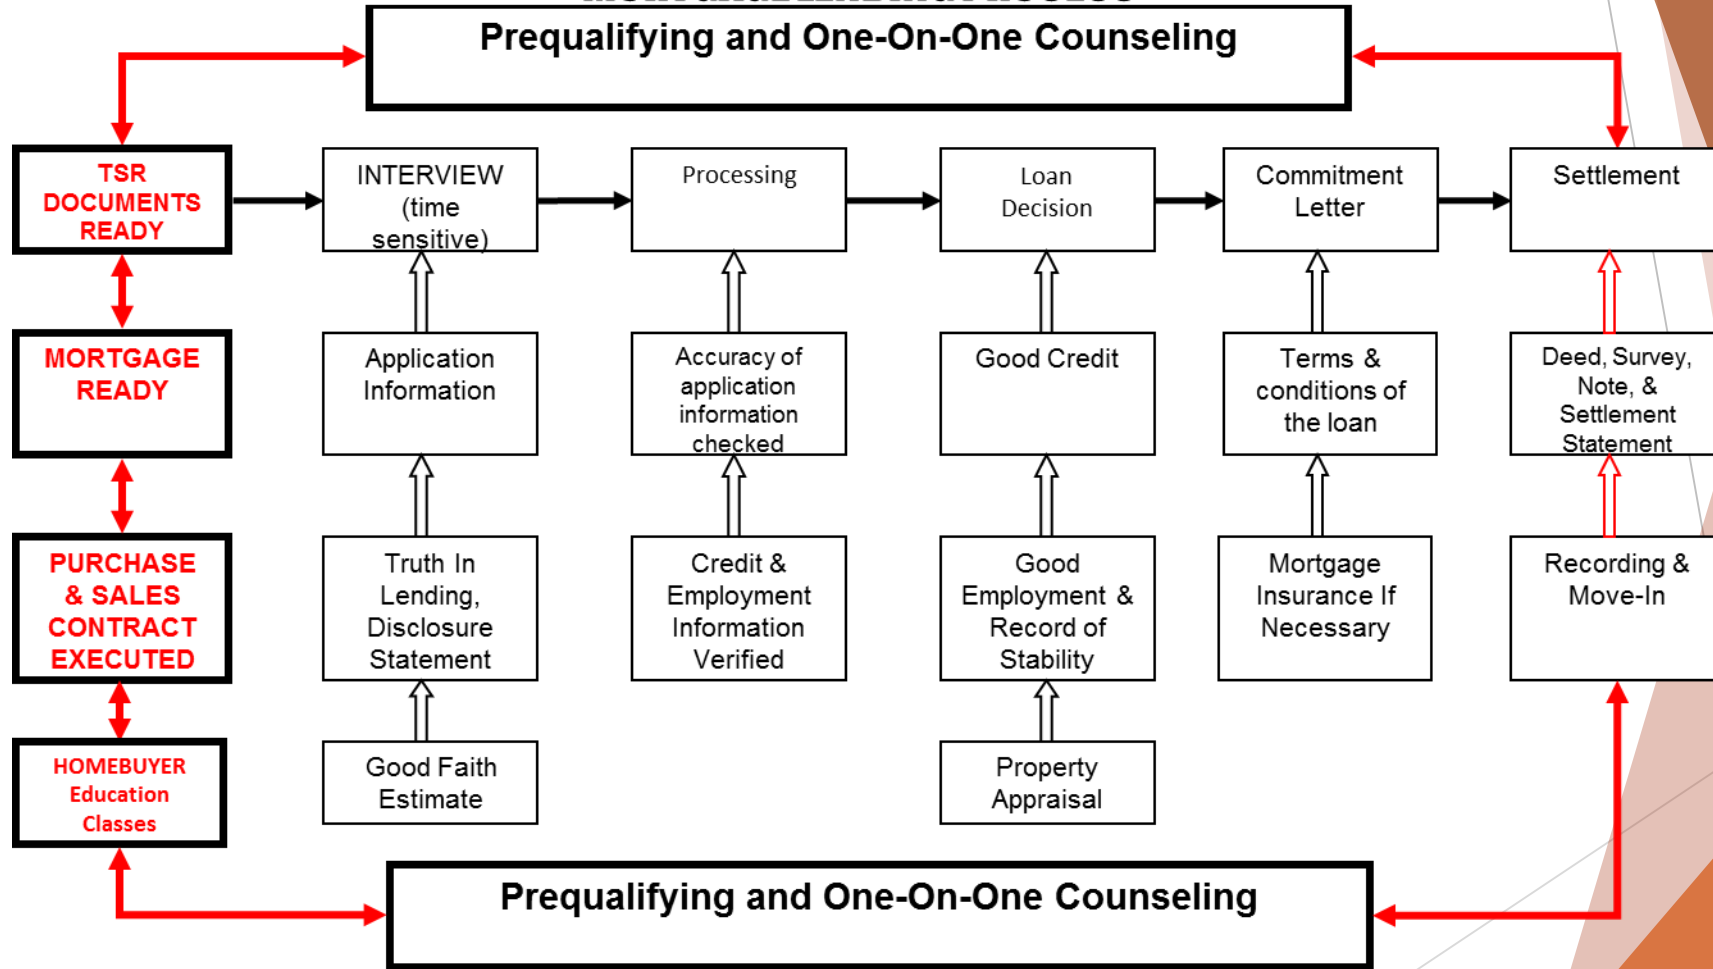 Prequalifying and One-On-One Counseling
TSR
DOCUMENTS
READY
INTERVIEW
(time
sensitive)
Processing
Loan
Decision
Commitment
Letter
Settlement
MORTGAGE
READY
Application
Information
Accuracy of
application
information
checked
Good Credit
Terms &
conditions of
the loan
Deed, Survey,
Note, &
Settlement
Statement
PURCHASE
& SALES
CONTRACT
EXECUTED
Truth In
Lending,
Disclosure
Statement
Credit &
Employment
Information
Verified
Good
Employment &
Record of
Stability
Mortgage
Insurance If
Necessary
Recording &
Move-In
HOMEBUYER
Education
Classes
Good Faith
Estimate
Property
Appraisal
Prequalifying and One-On-One Counseling